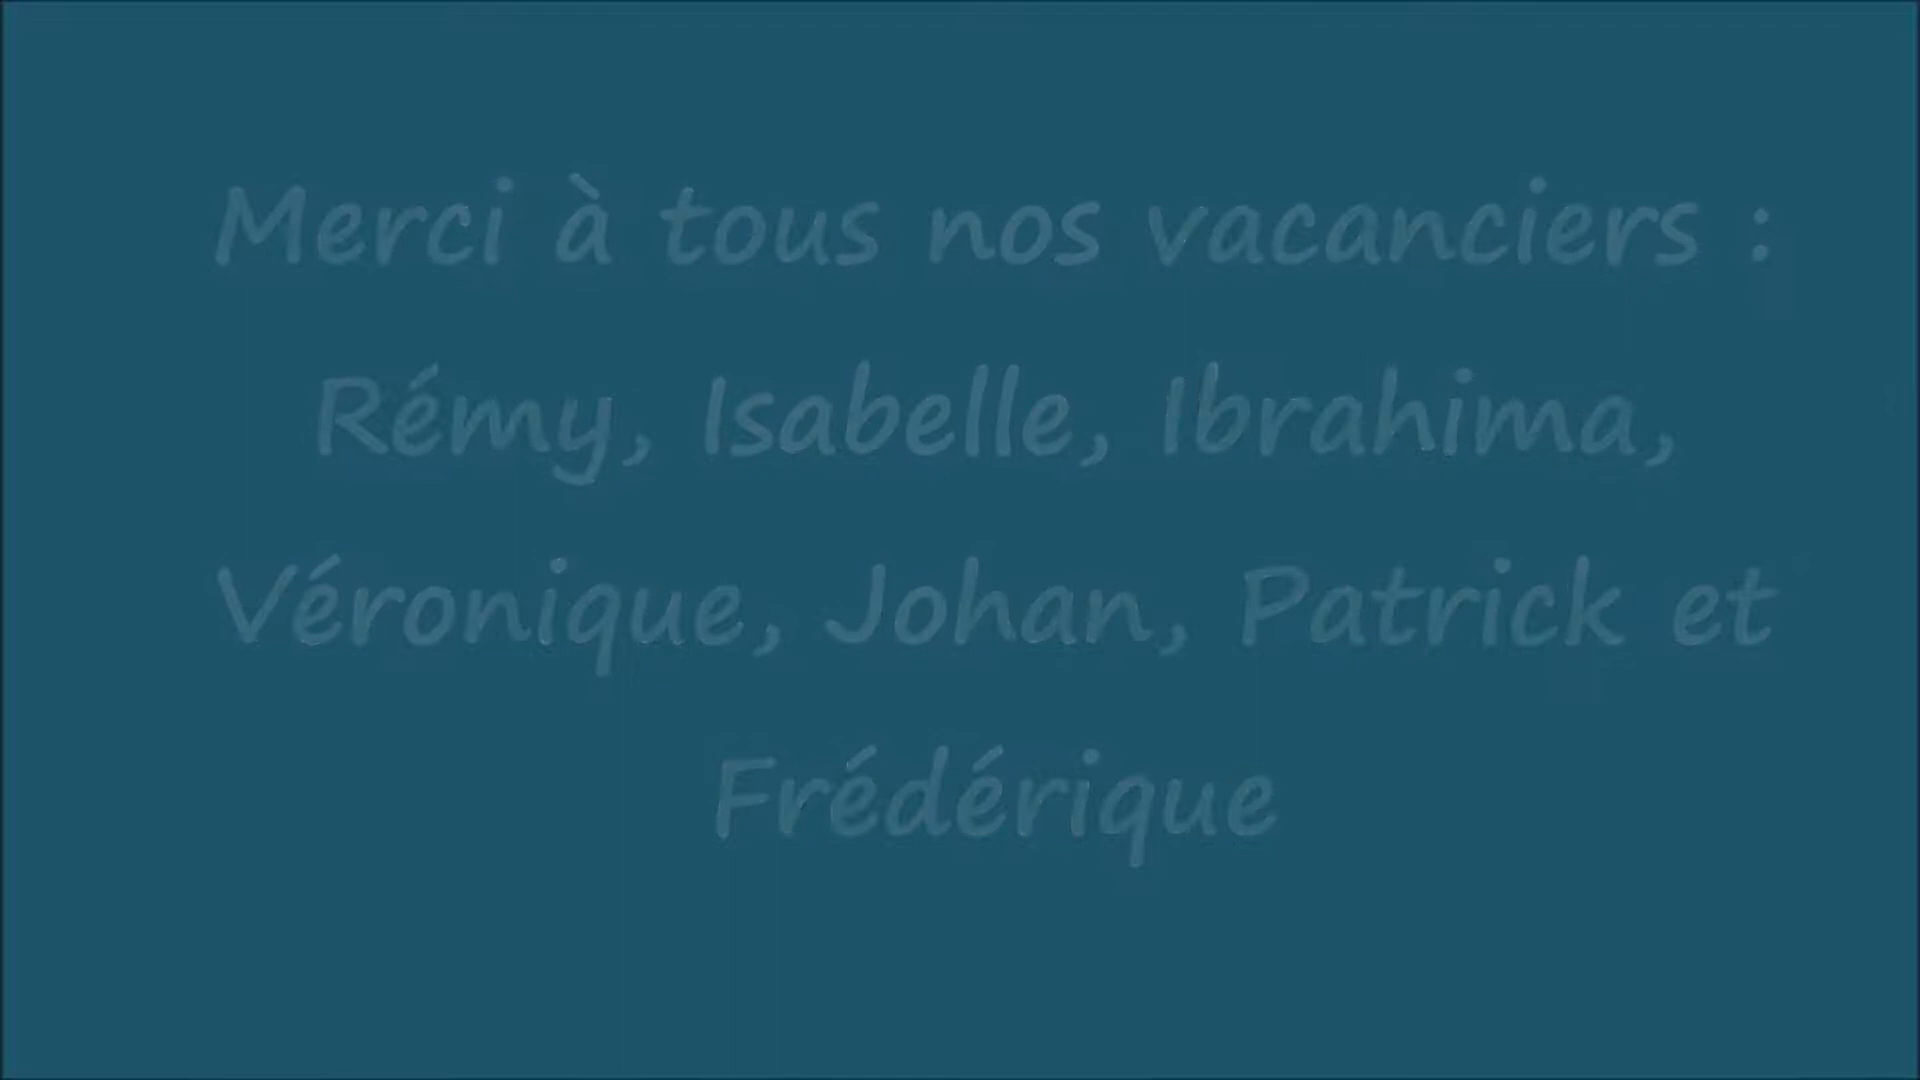 Merci à tous nos vacanciers :
Rémy, Isabelle, Ibrahima,
Véronique, Johan, Patrick et
Frédérique